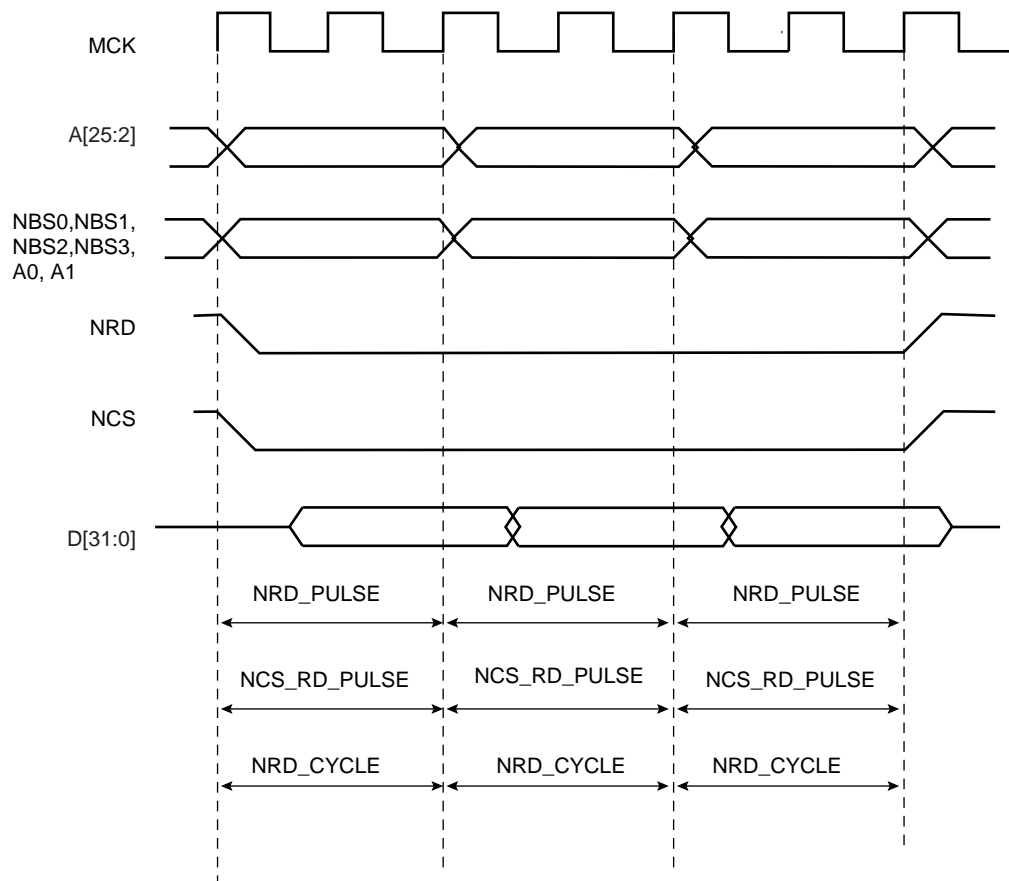 MCK
A[25:2]
NBS0,NBS1,
NBS2,NBS3,
A0, A1
NRD
NCS
D[31:0]
NRD_PULSE NRD_PULSE NRD_PULSE
NCS_RD_PULSE NCS_RD_PULSE NCS_RD_PULSE
NRD_CYCLE NRD_CYCLE NRD_CYCLE